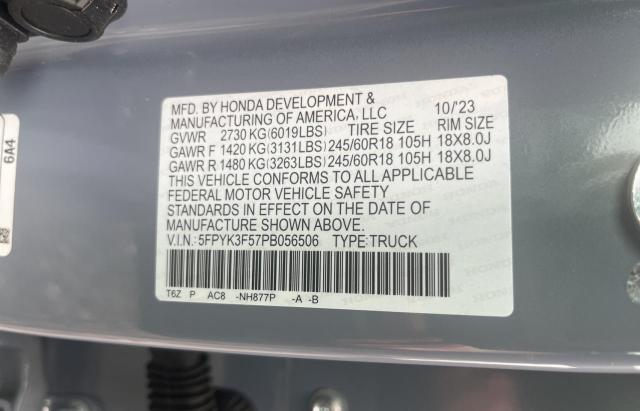 MFD. BY HONDA DEVELOPMENT &
MANUFACTURING OF AMERICA, LLC 10/'23
GVWR 2730 KG(6019LBS) TIRE SIZE RIM SIZE
GAWR F 1420 KG(3131LBS) 245/60R18 105H 18X8.0J
GAWR R 1480 KG(3263LBS) 245/60R18 105H 18X8.0J
THIS VEHICLE CONFORMS TO ALL APPLICABLE
FEDERAL MOTOR VEHICLE SAFETY
STANDARDS IN EFFECT ON THE DATE OF
MANUFACTURE SHOWN ABOVE.
V.I.N.: 5FPYK3F57PB056506 TYPE:TRUCK
T6Z P AC8 -NH877P -A -B
6A4